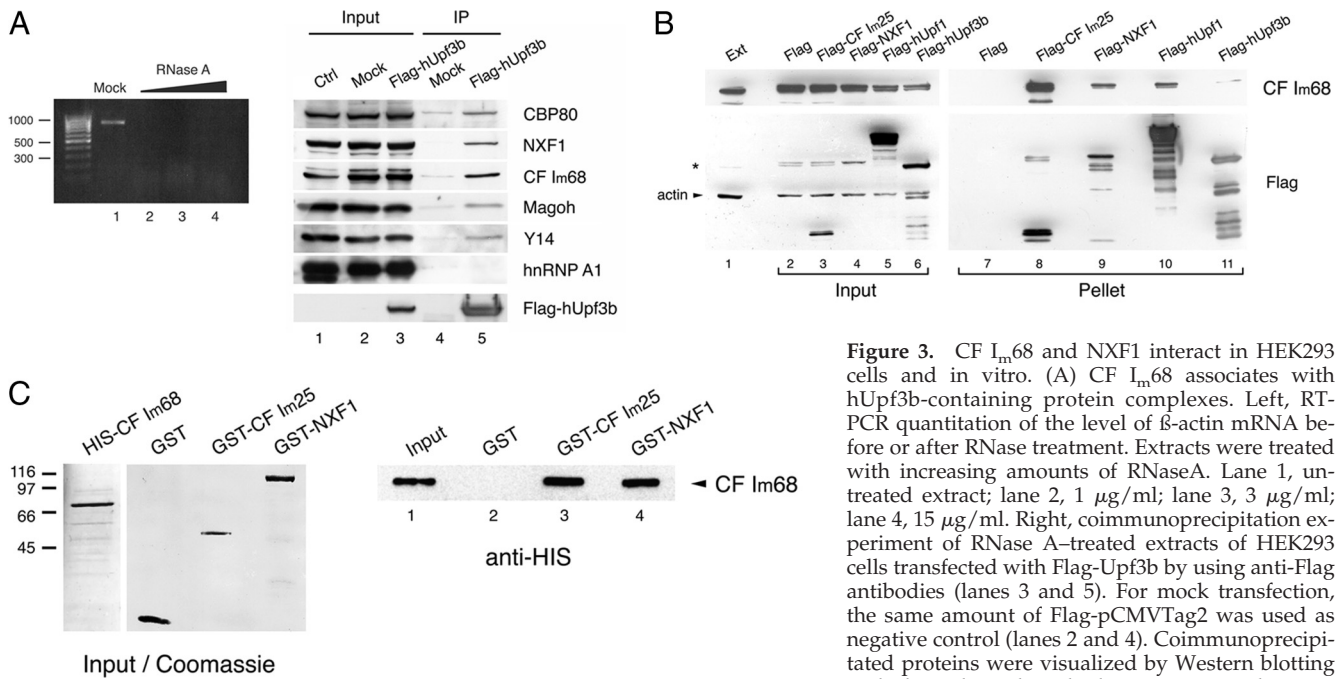 A
Mock
RNase A
1000
500
300
1 2 3 4
Input IP
Ctrl Mock Flag-hUpf3b Mock Flag-hUpf3b
CBP80
NXF1
CF Im68
Magoh
Y14
hnRNP A1
Flag-hUpf3b
1 2 3 4 5
B
Ext Flag Flag-CF Im25 Flag-NXF1 Flag-hUpf1 Flag-hUpf3b Flag Flag-CF Im25 Flag-NXF1 Flag-hUpf1 Flag-hUpf3b
CF Im68
*
actin
Flag
1 2 3 4 5 6 7 8 9 10 11
Input Pellet
C
HIS-CF Im68 GST GST-CF Im25 GST-NXF1
116
97
66
45
Input / Coomassie
Input GST GST-CF Im25 GST-NXF1
CF Im68
1 2 3 4
anti-HIS
Figure 3. CF Im68 and NXF1 interact in HEK293
cells and in vitro. (A) CF Im68 associates with
hUpf3b-containing protein complexes. Left, RT-
PCR quantitation of the level of ß-actin mRNA be-
fore or after RNase treatment. Extracts were treated
with increasing amounts of RNaseA. Lane 1, un-
treated extract; lane 2, 1 μg/ml; lane 3, 3 μg/ml;
lane 4, 15 μg/ml. Right, coimmunoprecipitation ex-
periment of RNase A–treated extracts of HEK293
cells transfected with Flag-Upf3b by using anti-Flag
antibodies (lanes 3 and 5). For mock transfection,
the same amount of Flag-pCMVTag2 was used as
negative control (lanes 2 and 4). Coimmunoprecipi-
tated proteins were visualized by Western blotting